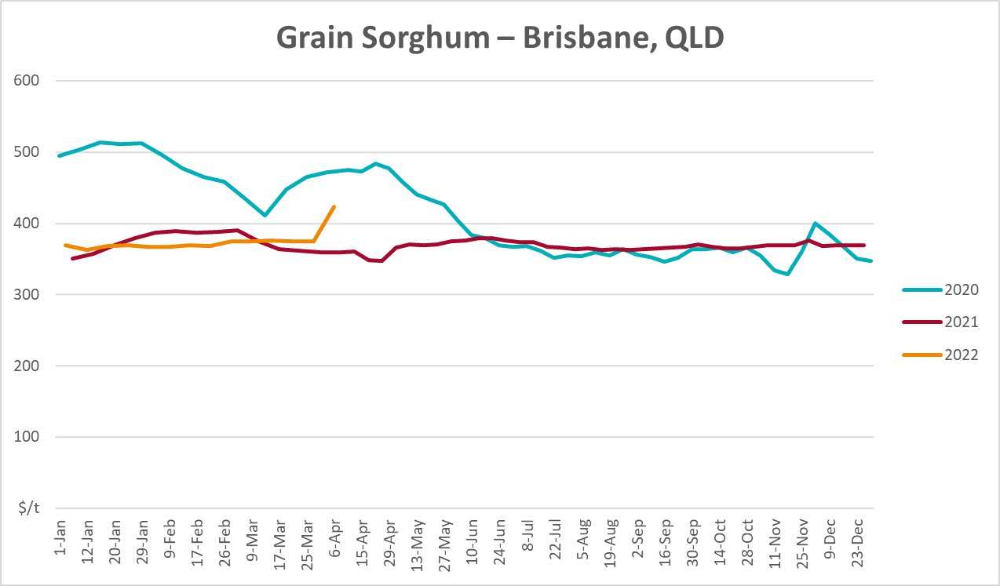 Grain Sorghum – Brisbane, QLD
600
500
400
300
200
100
$/t
1-Jan
12-Jan
20-Jan
29-Jan
9-Feb
17-Feb
26-Feb
9-Mar
17-Mar
25-Mar
6-Apr
15-Apr
29-Apr
13-May
27-May
10-Jun
24-Jun
8-Jul
22-Jul
5-Aug
19-Aug
2-Sep
16-Sep
30-Sep
14-Oct
28-Oct
11-Nov
25-Nov
9-Dec
23-Dec
2020
2021
2022